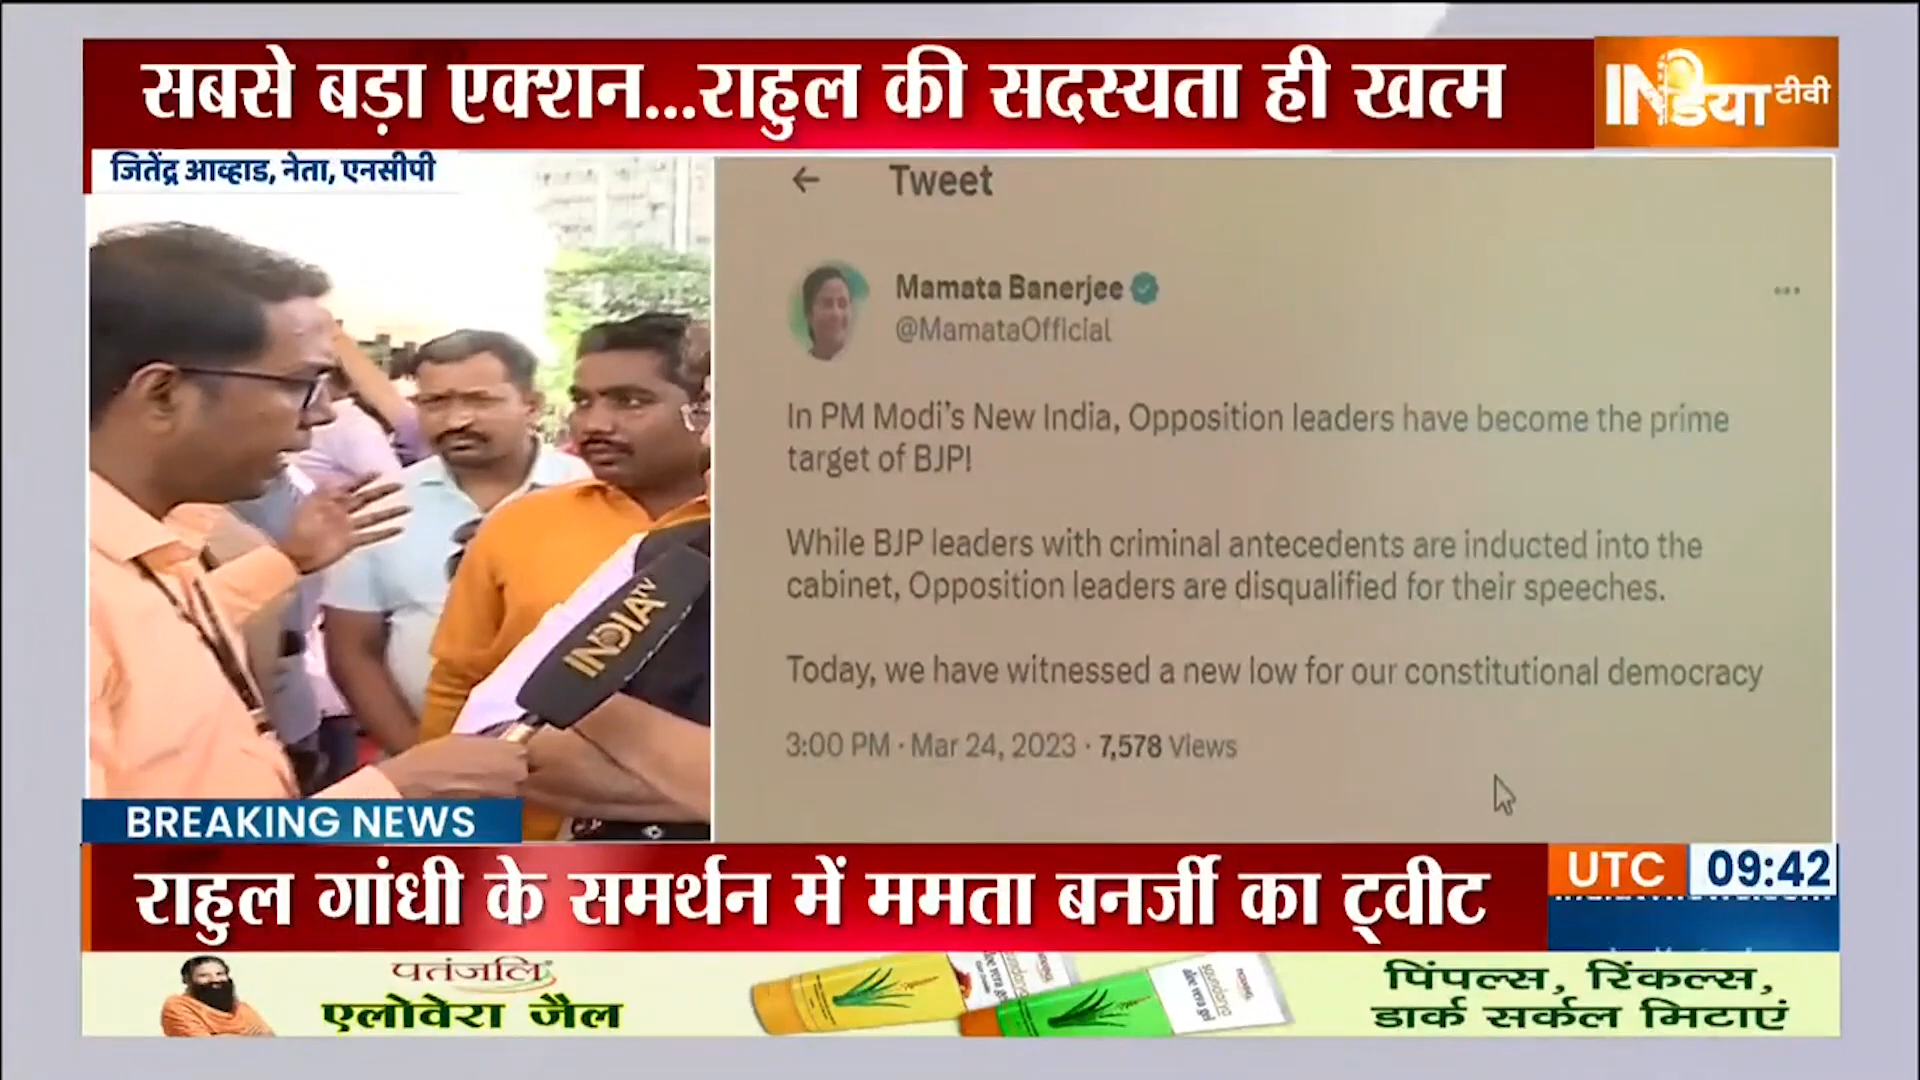 सबसे बड़ा एक्शन...राहुल की सदस्यता ही खत्म
INडिया टीवी
जितेंद्र आव्हाड, नेता, एनसीपी
← Tweet
Mamata Banerjee
@MamataOfficial
In PM Modi's New India, Opposition leaders have become the prime
target of BJP!
While BJP leaders with criminal antecedents are inducted into the
cabinet, Opposition leaders are disqualified for their speeches.
Today, we have witnessed a new low for our constitutional democracy
3:00 PM · Mar 24, 2023 · 7,578 Views
INDIA TV
BREAKING NEWS
राहुल गांधी के समर्थन में ममता बनर्जी का ट्वीट
UTC 09:42
पतंजलि
एलोवेरा जैल
saundarya
aloe vera gel
पिंपल्स, रिंकल्स,
डार्क सर्कल मिटाएं